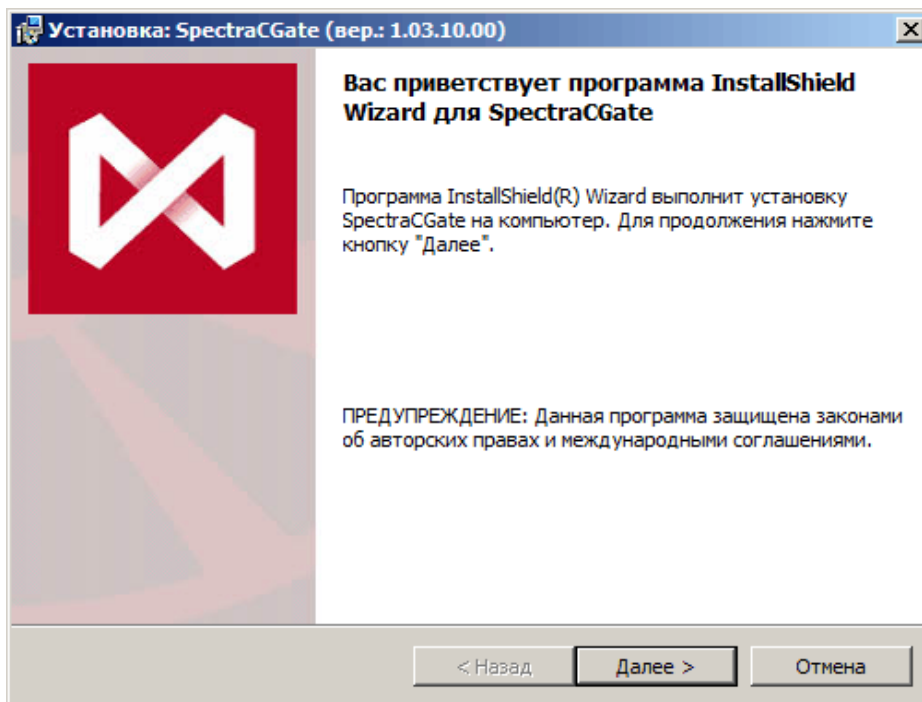 Установка: SpectraCGate (вер.: 1.03.10.00)
Вас приветствует программа InstallShield
Wizard для SpectraCGate
Программа InstallShield(R) Wizard выполнит установку
SpectraCGate на компьютер. Для продолжения нажмите
кнопку "Далее".
ПРЕДУПРЕЖДЕНИЕ: Данная программа защищена законами
об авторских правах и международными соглашениями.
< Назад
Далее >
Отмена